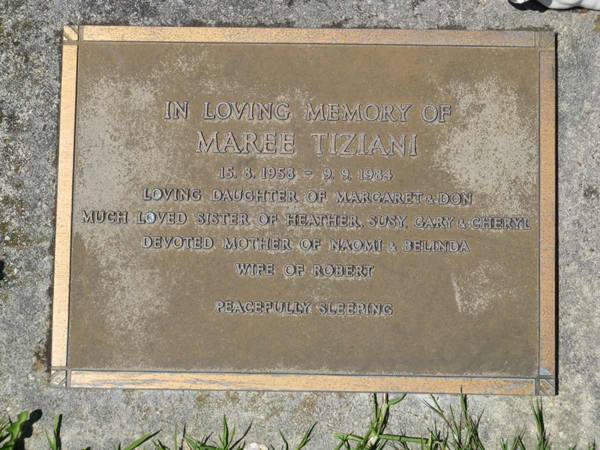 IN LOVING MEMORY OF
MAREE TIZIANI
15.8.1958 - 9.9.1984
LOVING DAUGHTER OF MARGARET & DON
MUCH LOVED SISTER OF HEATHER, SUSY, GARY & CHERYL
DEVOTED MOTHER OF NAOMI & BELINDA
WIFE OF ROBERT
PEACEFULLY SLEEPING